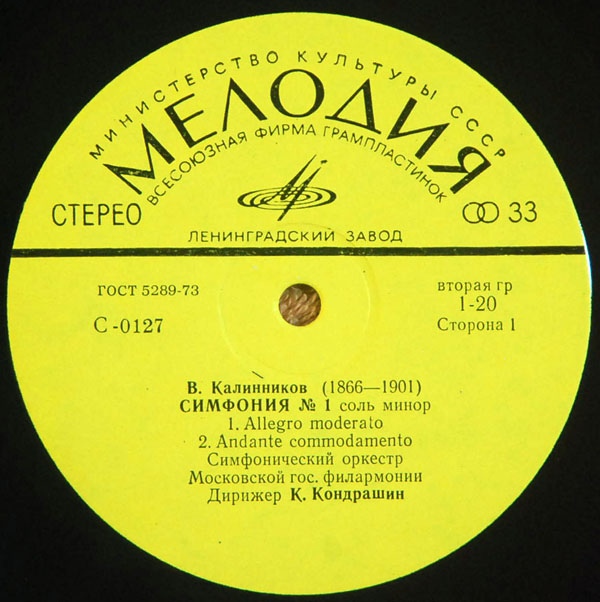 МИНИСТЕРСТВО КУЛЬТУРЫ СССР
МЕЛОДИЯ
ВСЕСОЮЗНАЯ ФИРМА ГРАМПЛАСТИНОК
СТЕРЕО
33
ЛЕНИНГРАДСКИЙ ЗАВОД
ГОСТ 5289-73
С-0127
вторая гр
1-20
Сторона 1
В. Калинников (1866—1901)
СИМФОНИЯ № 1 соль минор
1. Allegro moderato
2. Andante commodamento
Симфонический оркестр
Московской гос. филармонии
Дирижер К. Кондрашин